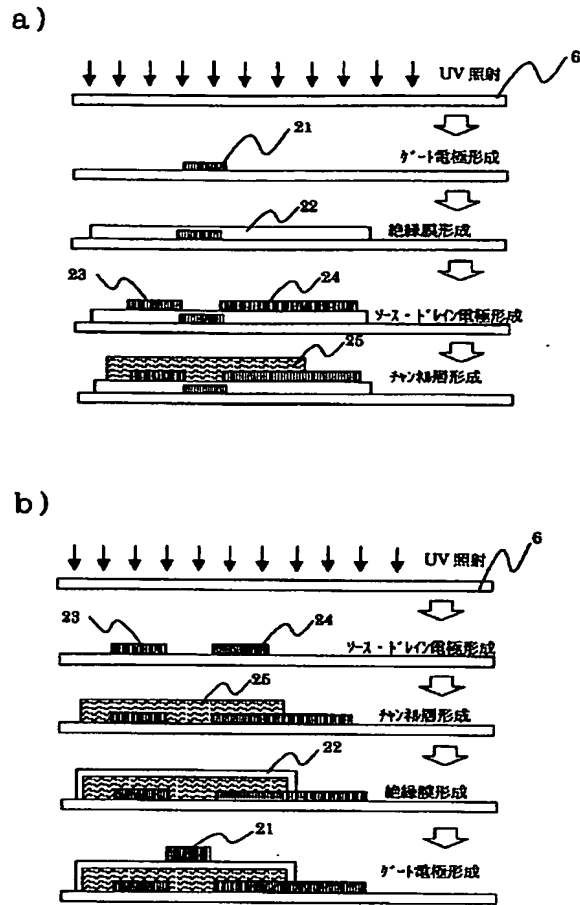 a)
UV 照射
6
21
ゲート電極形成
22
絶縁膜形成
23
24
ソース・ドレイン電極形成
25
チャンネル層形成
b)
UV 照射
6
23
24
ソース・ドレイン電極形成
25
チャンネル層形成
22
絶縁膜形成
21
ゲート電極形成